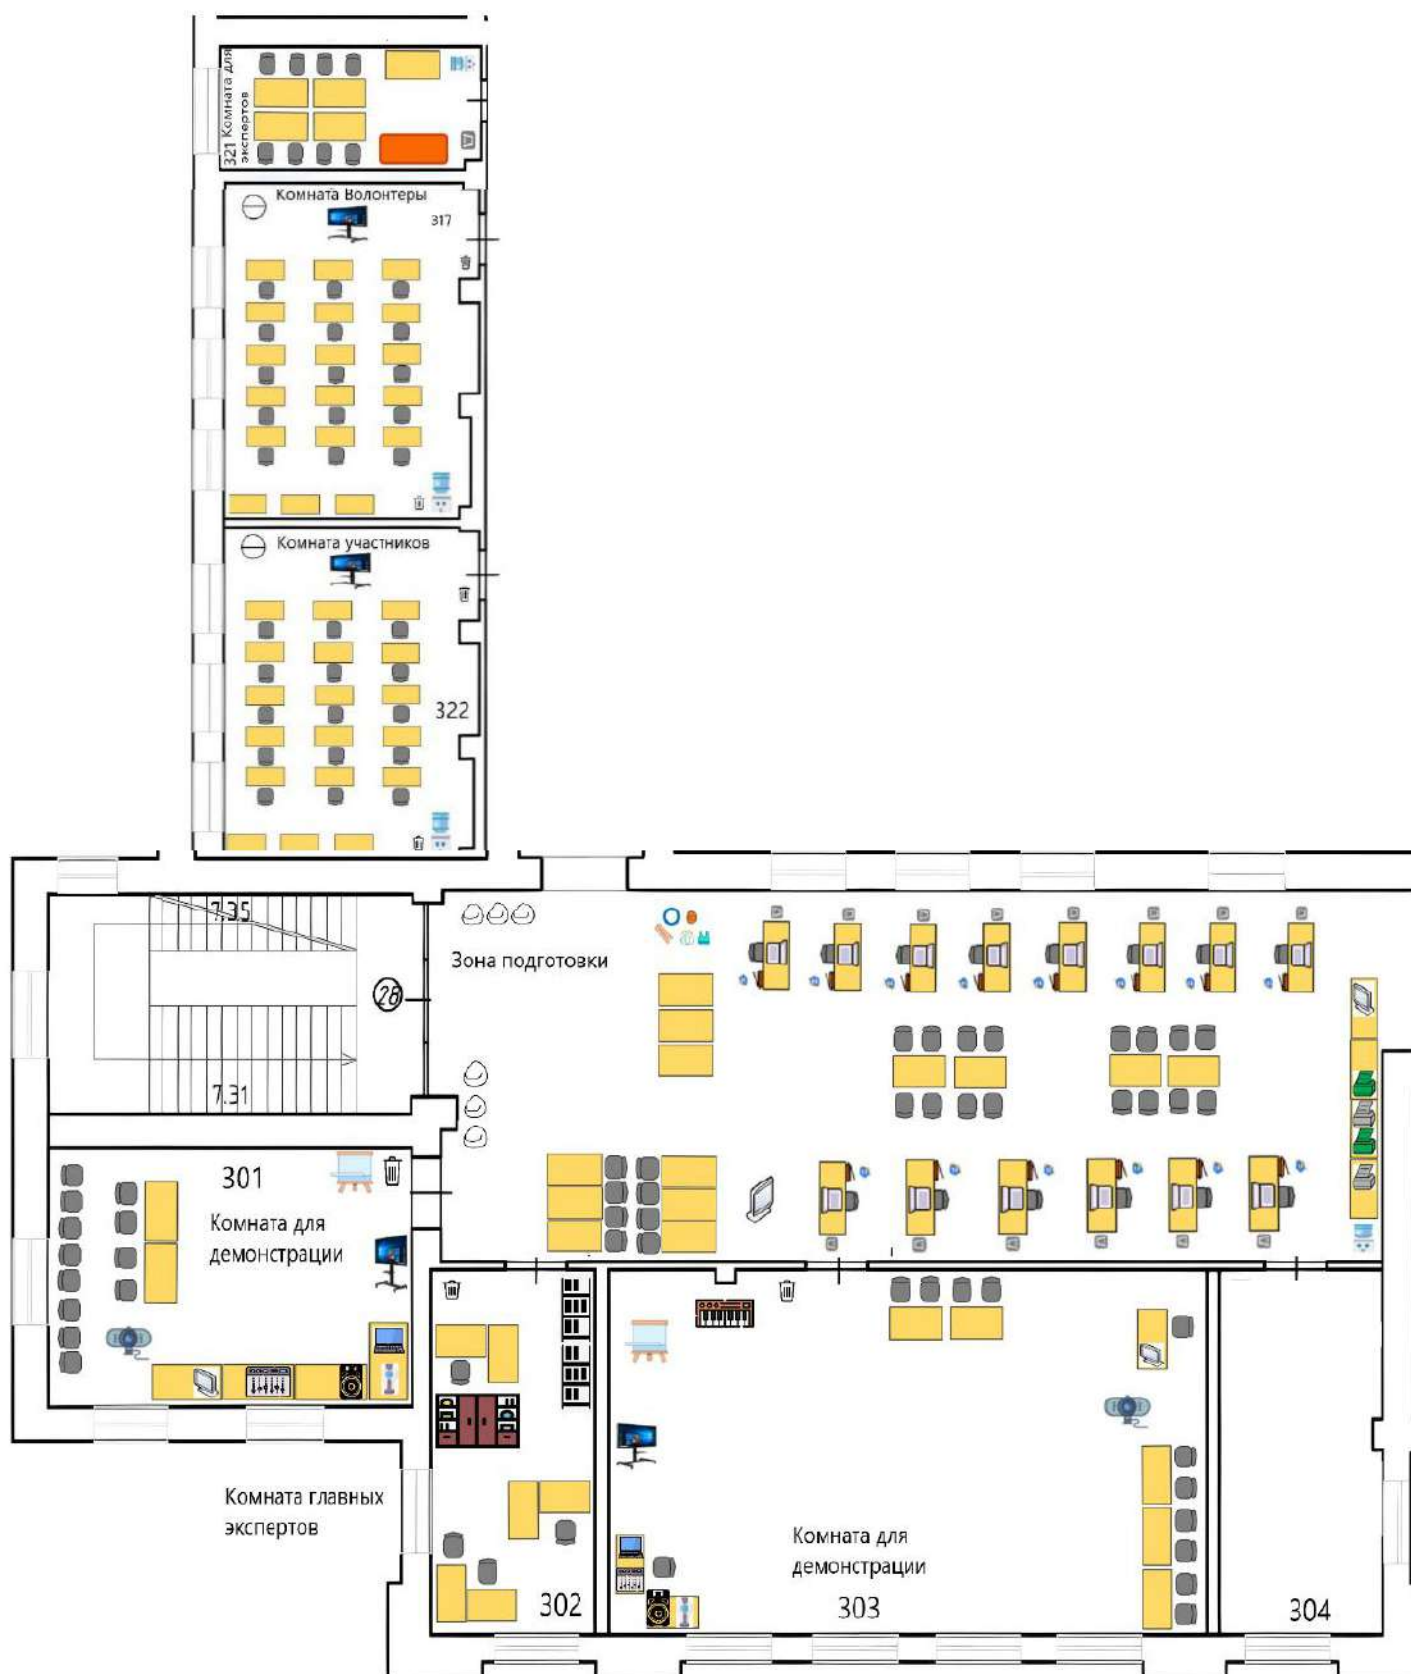 321 Комната для
экспертов
Комната Волонтеры
317
Комната участников
322
7.35
Зона подготовки
2В
7.31
301
Комната для
демонстрации
Комната главных
экспертов
302
Комната для
демонстрации
303
304